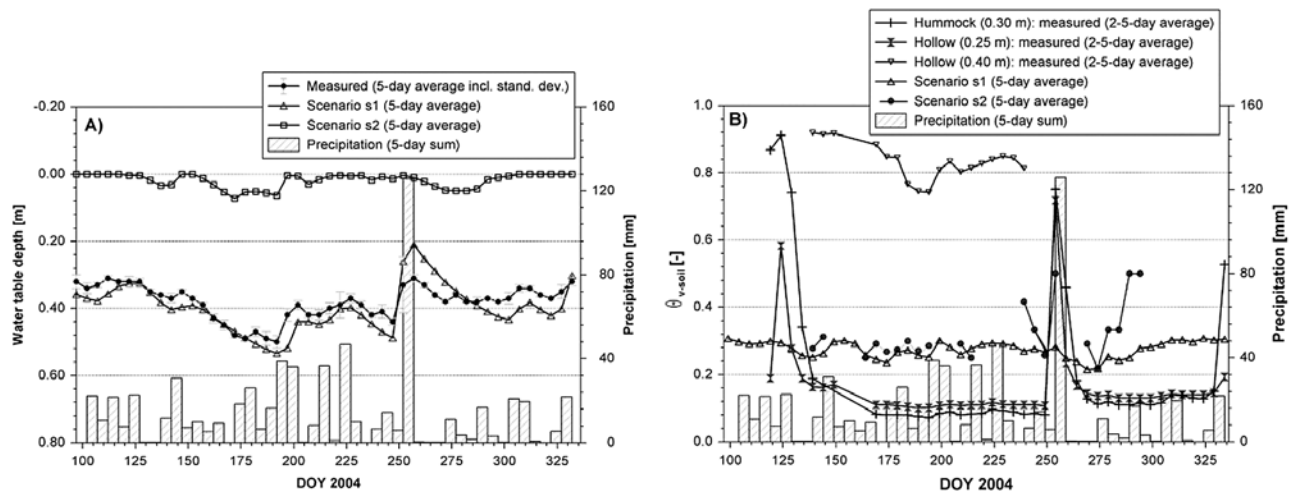 Measured (5-day average incl. stand. dev.)
Scenario s1 (5-day average)
Scenario s2 (5-day average)
Precipitation (5-day sum)
A)
-0.20
0.00
0.20
0.40
0.60
0.80
Water table depth [m]
160
120
80
40
0
Precipitation [mm]
100 125 150 175 200 225 250 275 300 325
DOY 2004
Hummock (0.30 m): measured (2-5-day average)
Hollow (0.25 m): measured (2-5-day average)
Hollow (0.40 m): measured (2-5-day average)
Scenario s1 (5-day average)
Scenario s2 (5-day average)
Precipitation (5-day sum)
B)
1.0
0.8
0.6
0.4
0.2
0.0
Θv-soil [-]
160
120
80
40
0
Precipitation [mm]
100 125 150 175 200 225 250 275 300 325
DOY 2004